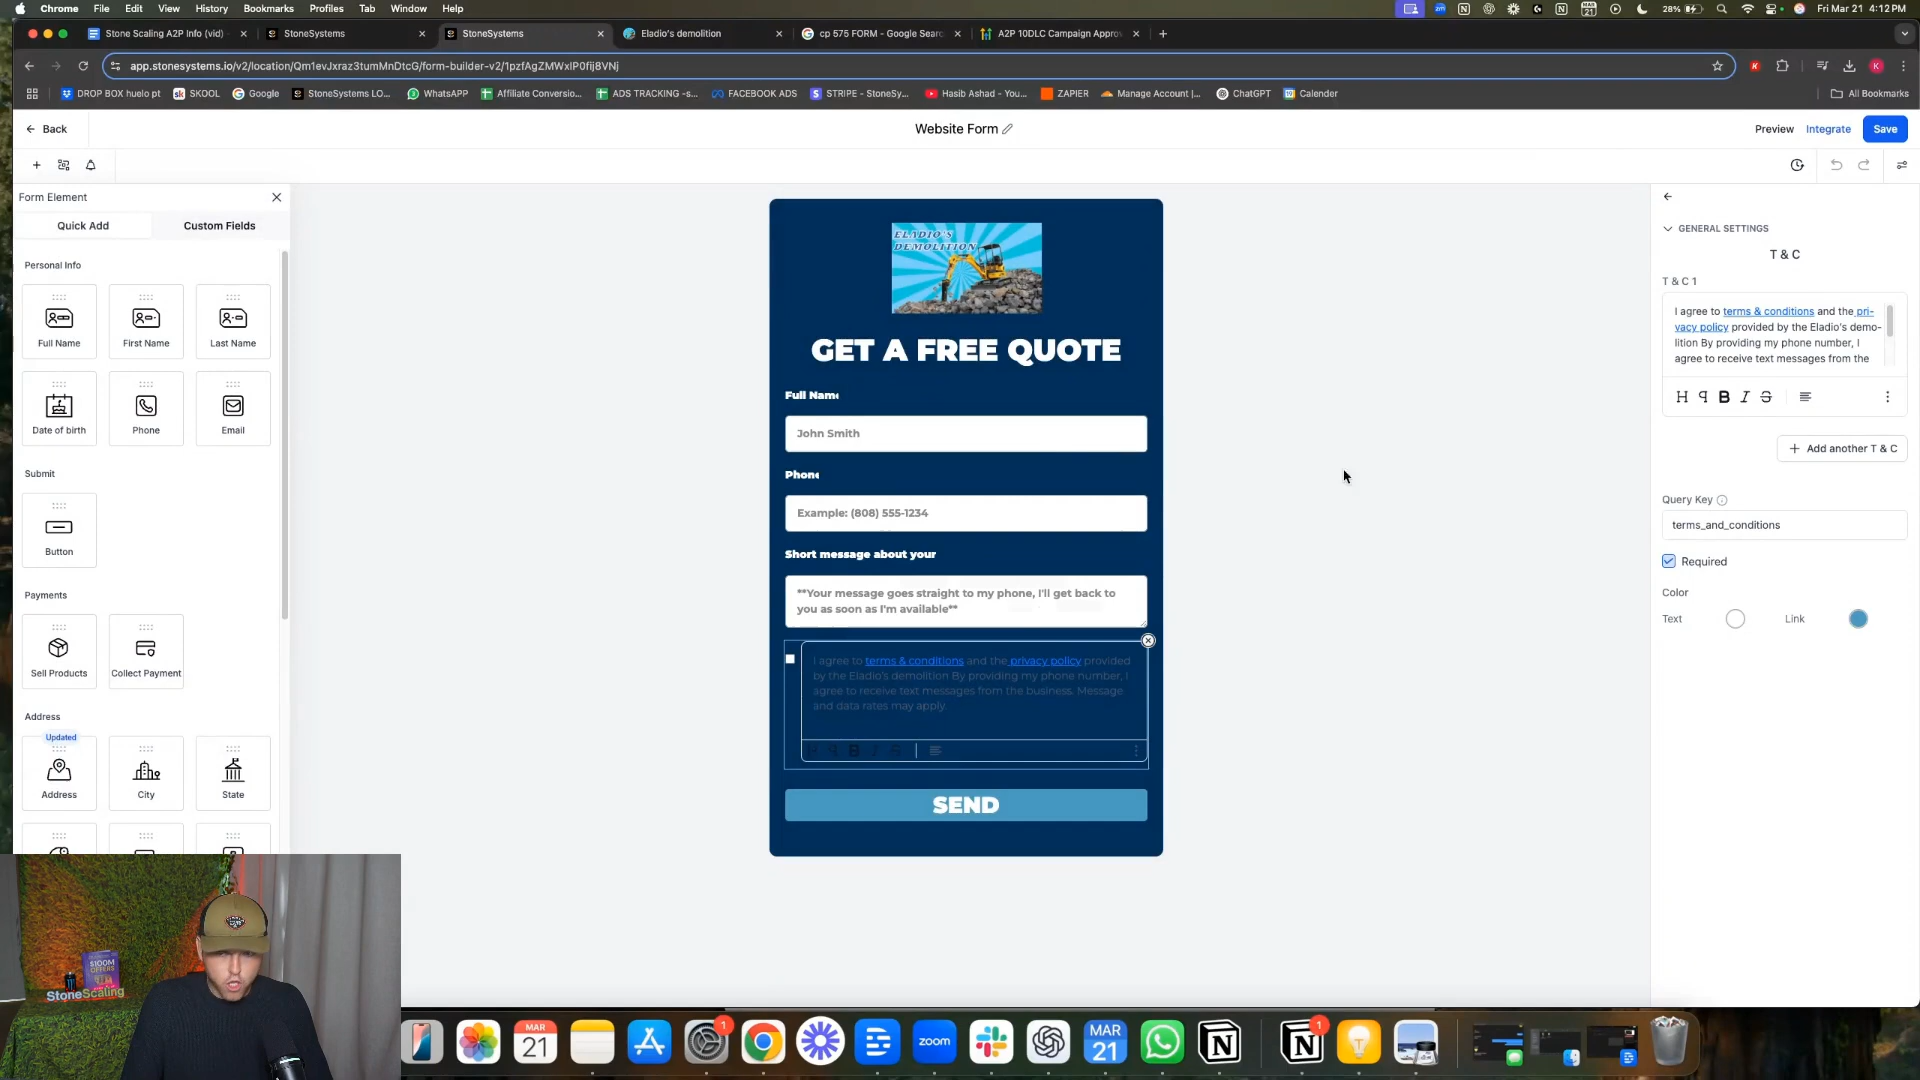 Chrome File Edit View History Bookmarks Profiles Tab Window Help
MAR 21
28%
Fri Mar 21 4:12 PM
Stone Scaling A2P Info (vid)
StoneSystems
StoneSystems
Eladio's demolition
cp 575 FORM - Google Searc
A2P 10DLC Campaign Approv
app.stonesystems.io/v2/location/Qm1evJxraz3tumMnDtcG/form-builder-v2/1pzfAgZMWxlP0fij8VNj
K
DROP BOX huelo pt
SKOOL
Google
StoneSystems LO...
WhatsAPP
Affiliate Conversio...
ADS TRACKING -s...
FACEBOOK ADS
STRIPE - StoneSy...
Hasib Ashad - You...
ZAPIER
Manage Account |...
ChatGPT
Calender
All Bookmarks
Back
Website Form
Preview
Integrate
Save
Form Element
Quick Add
Custom Fields
Personal Info
Full Name
First Name
Last Name
Date of birth
Phone
Email
Submit
Button
Payments
Sell Products
Collect Payment
Address
Updated
Address
City
State
ELADIO'S
DEMOLITION
GET A FREE QUOTE
Full Name
John Smith
Phone
Example: (808) 555-1234
Short message about your
**Your message goes straight to my phone, I'll get back to
you as soon as I'm available**
I agree to terms & conditions and the privacy policy provided
by the Eladio's demolition By providing my phone number, I
agree to receive text messages from the business. Message
and data rates may apply.
H B I S
SEND
GENERAL SETTINGS
T & C
T & C 1
I agree to terms & conditions and the pri-
vacy policy provided by the Eladio's demo-
lition By providing my phone number, I
agree to receive text messages from the
H B I S
Add another T & C
Query Key
terms_and_conditions
Required
Color
Text
Link
$100M
OFFERS
StoneScaling
MAR
21
1
zoom
MAR
21
1